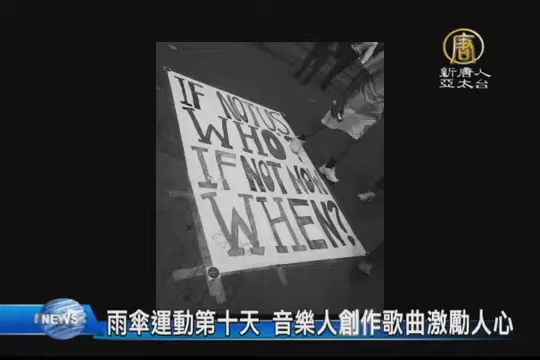 唐
新唐人
亞太台
IF NOT US
WHO?
IF NOT NOW
WHEN?
NEWS
雨傘運動第十天 音樂人創作歌曲激勵人心